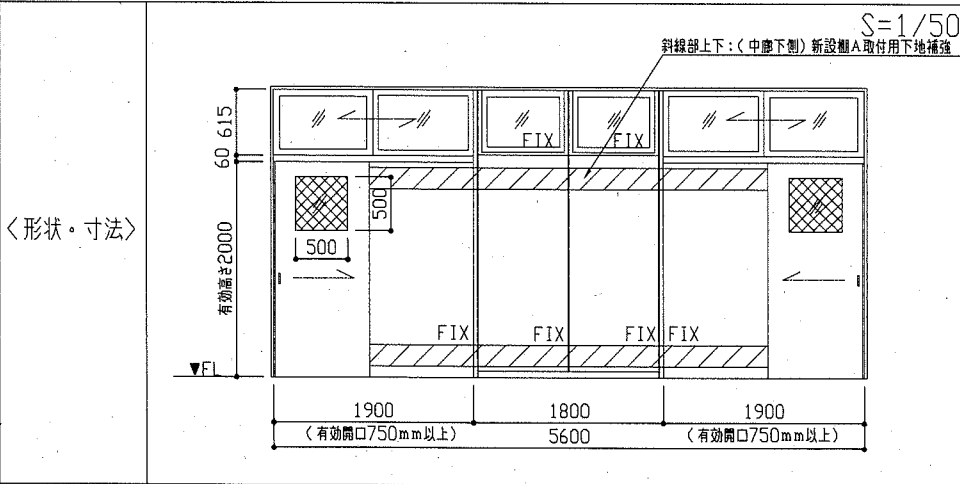 S=1/50
斜線部上下:(中廊下側)新設棚A取付用下地補強
615
60
FIX
FIX
〈形状・寸法〉
有効高さ2000
500
500
FIX
FIX
FIX
FIX
▼FL
1900
1800
1900
(有効開口750mm以上)
5600
(有効開口750mm以上)